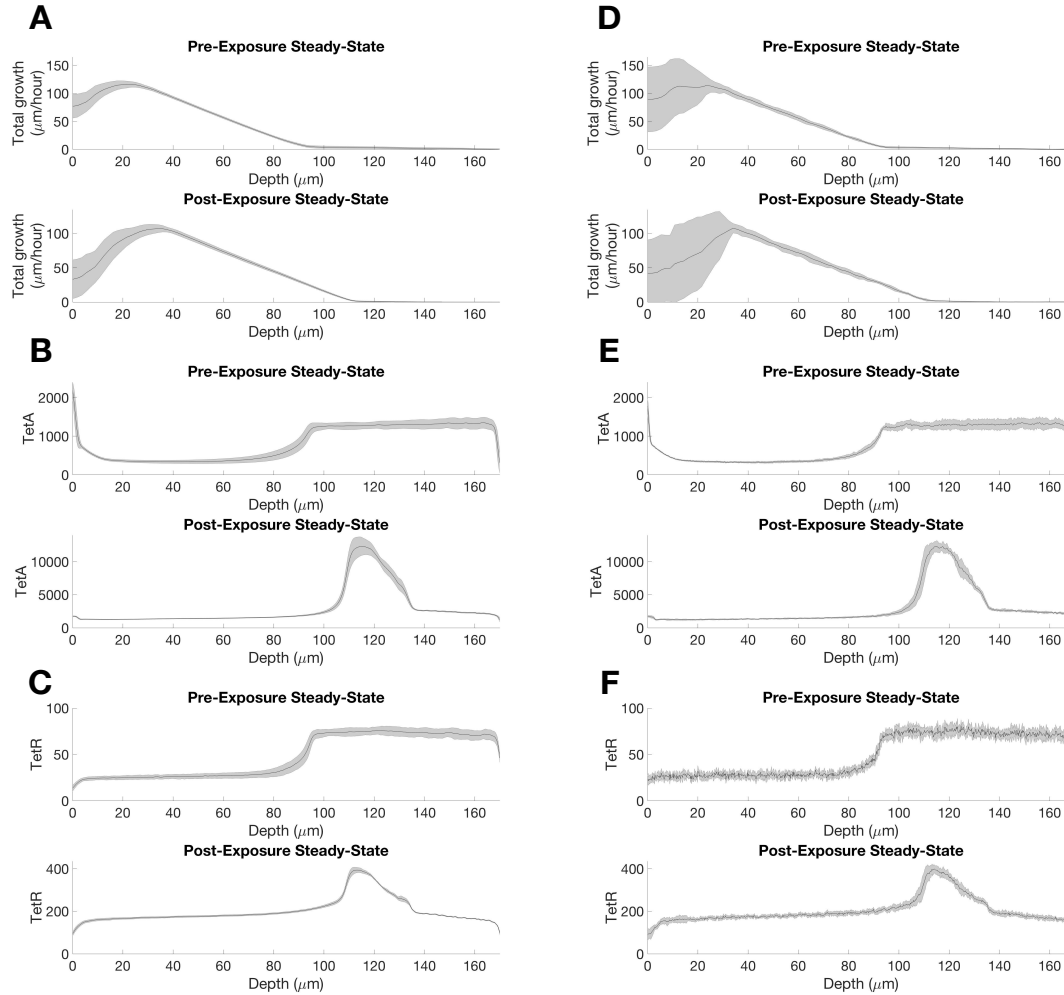 A
Pre-Exposure Steady-State
150
100
50
0
Total growth
(μm/hour)
0 20 40 60 80 100 120 140 160
Depth (μm)
Post-Exposure Steady-State
100
50
0
Total growth
(μm/hour)
0 20 40 60 80 100 120 140 160
Depth (μm)
B
Pre-Exposure Steady-State
2000
1000
0
TetA
0 20 40 60 80 100 120 140 160
Depth (μm)
Post-Exposure Steady-State
10000
5000
0
TetA
0 20 40 60 80 100 120 140 160
Depth (μm)
C
Pre-Exposure Steady-State
100
50
0
TetR
0 20 40 60 80 100 120 140 160
Depth (μm)
Post-Exposure Steady-State
400
200
0
TetR
0 20 40 60 80 100 120 140 160
Depth (μm)
D
Pre-Exposure Steady-State
150
100
50
0
Total growth
(μm/hour)
0 20 40 60 80 100 120 140 160
Depth (μm)
Post-Exposure Steady-State
100
50
0
Total growth
(μm/hour)
0 20 40 60 80 100 120 140 160
Depth (μm)
E
Pre-Exposure Steady-State
2000
1000
0
TetA
0 20 40 60 80 100 120 140 160
Depth (μm)
Post-Exposure Steady-State
10000
5000
0
TetA
0 20 40 60 80 100 120 140 160
Depth (μm)
F
Pre-Exposure Steady-State
100
50
0
TetR
0 20 40 60 80 100 120 140 160
Depth (μm)
Post-Exposure Steady-State
400
200
0
TetR
0 20 40 60 80 100 120 140 160
Depth (μm)